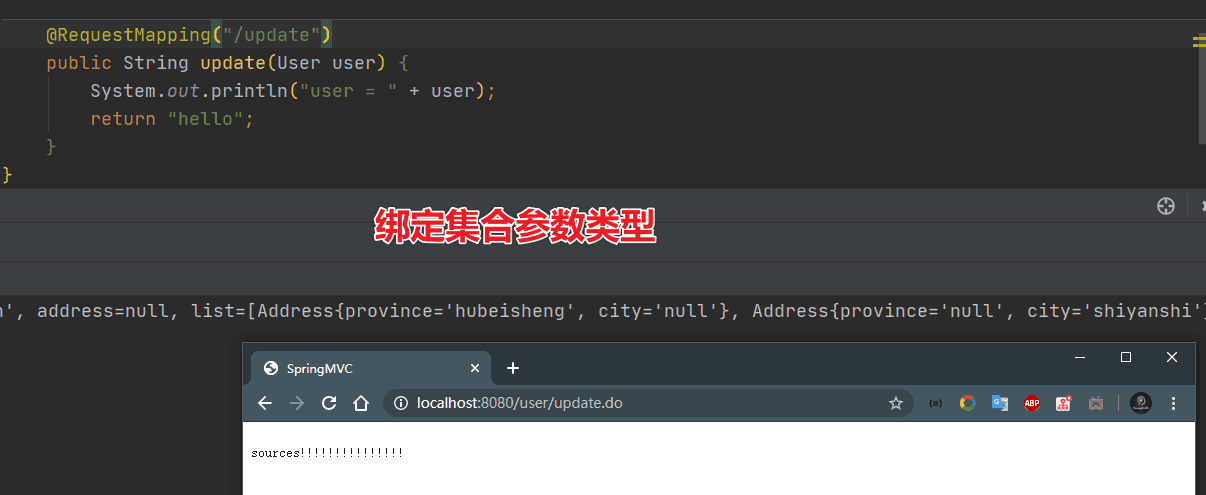 @RequestMapping("/update")
public String update(User user) {
System.out.println("user = " + user);
return "hello";
}
}
绑定集合参数类型
', address=null, list=[Address{province='hubeisheng', city='null'}, Address{province='null', city='shiyanshi'}
SpringMVC
localhost:8080/user/update.do
ABP
sources!!!!!!!!!!!!!!!